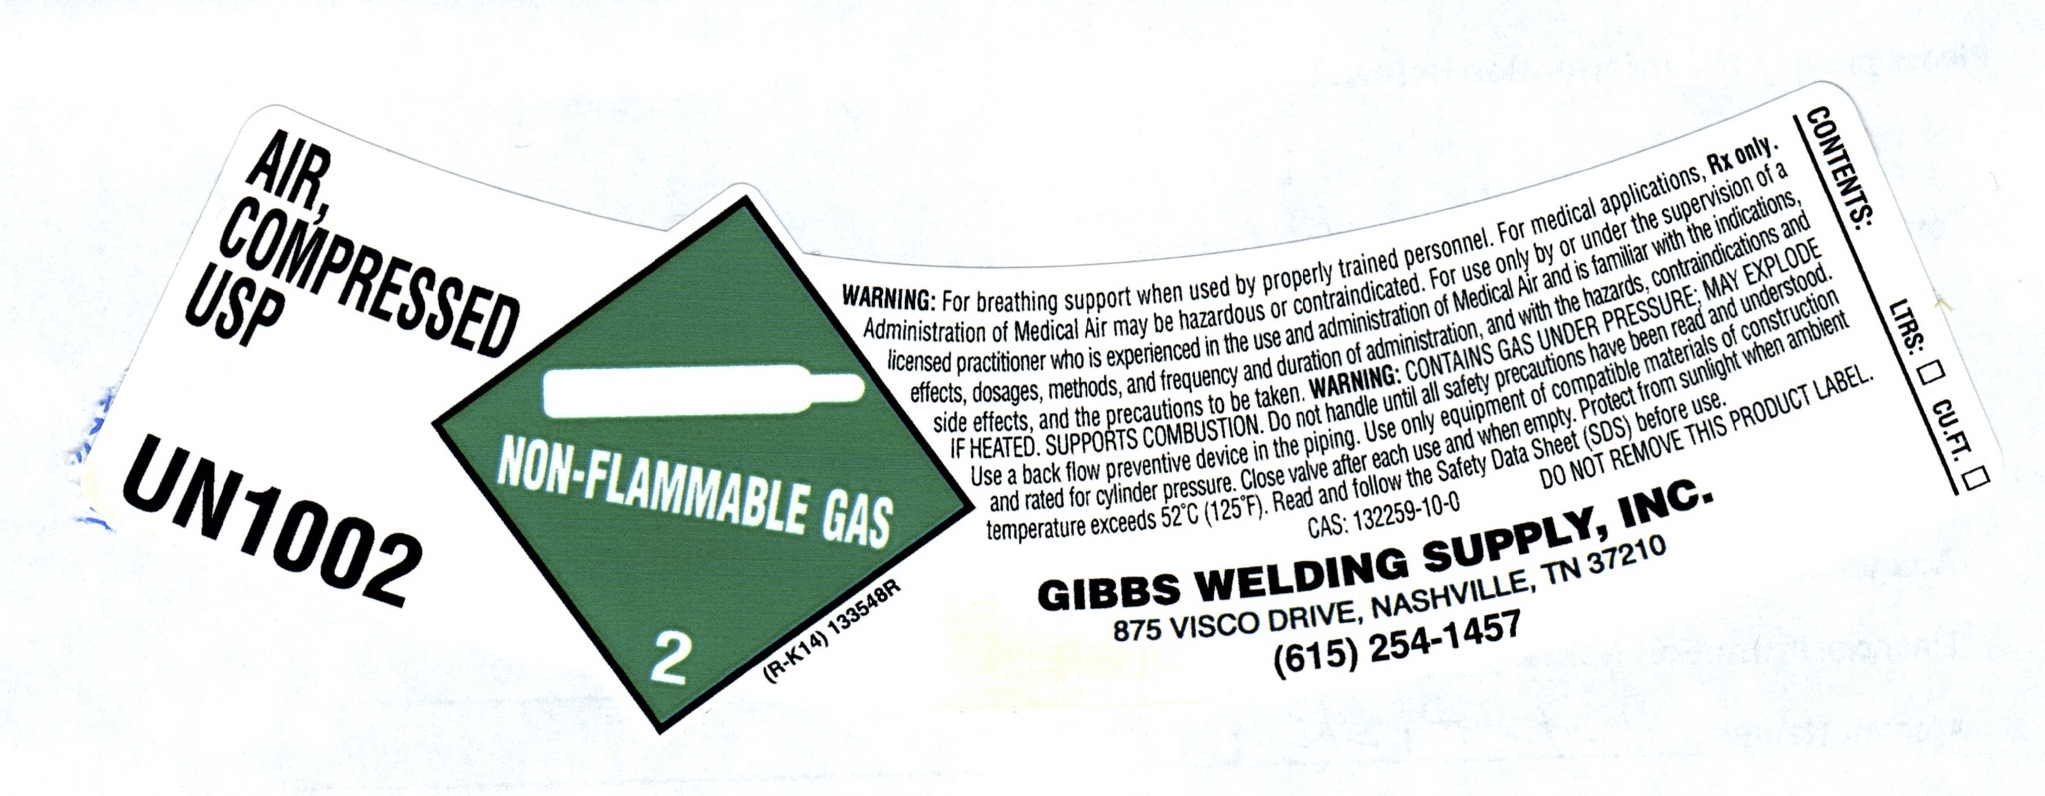 AIR,
COMPRESSED
USP
UN1002
NON-FLAMMABLE GAS
2
(R-K14) 133548R
WARNING: For breathing support when used by properly trained personnel. For medical applications, Rx only.
Administration of Medical Air may be hazardous or contraindicated. For use only by or under the supervision of a
licensed practitioner who is experienced in the use and administration of Medical Air and is familiar with the indications,
effects, dosages, methods, and frequency and duration of administration, and with the hazards, contraindications and
side effects, and the precautions to be taken. WARNING: CONTAINS GAS UNDER PRESSURE; MAY EXPLODE
IF HEATED. SUPPORTS COMBUSTION. Do not handle until all safety precautions have been read and understood.
Use a back flow preventive device in the piping. Use only equipment of compatible materials of construction
and rated for cylinder pressure. Close valve after each use and when empty. Protect from sunlight when ambient
temperature exceeds 52°C (125°F). Read and follow the Safety Data Sheet (SDS) before use.
CAS: 132259-10-0 DO NOT REMOVE THIS PRODUCT LABEL.
GIBBS WELDING SUPPLY, INC.
875 VISCO DRIVE, NASHVILLE, TN 37210
(615) 254-1457
CONTENTS:
LTRS: ☐ CU.FT. ☐